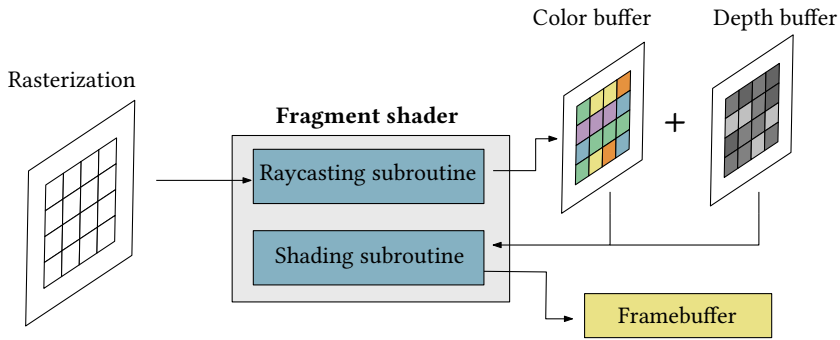 Color buffer
Depth buffer
Rasterization
Fragment shader
Raycasting subroutine
+
Shading subroutine
Framebuffer